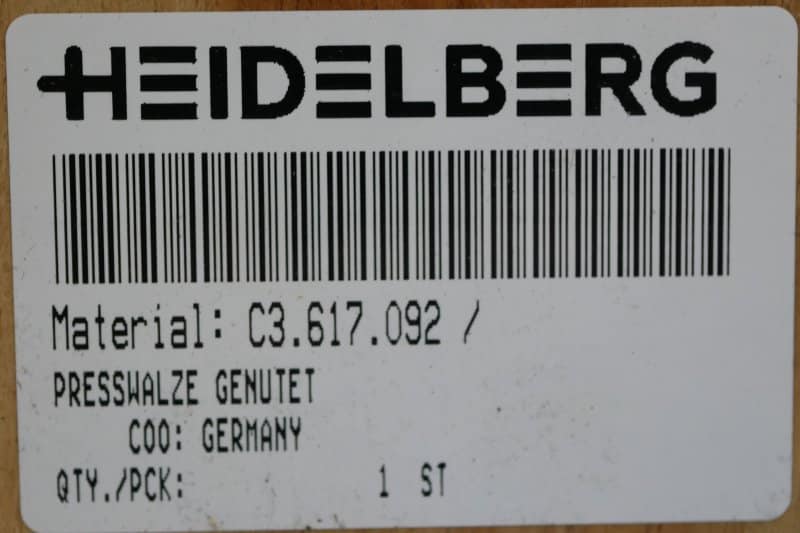 HEIDELBERG
Material: C3.617.092 /
PRESSWALZE GENUTET
COO: GERMANY
QTY./PCK: 1 ST